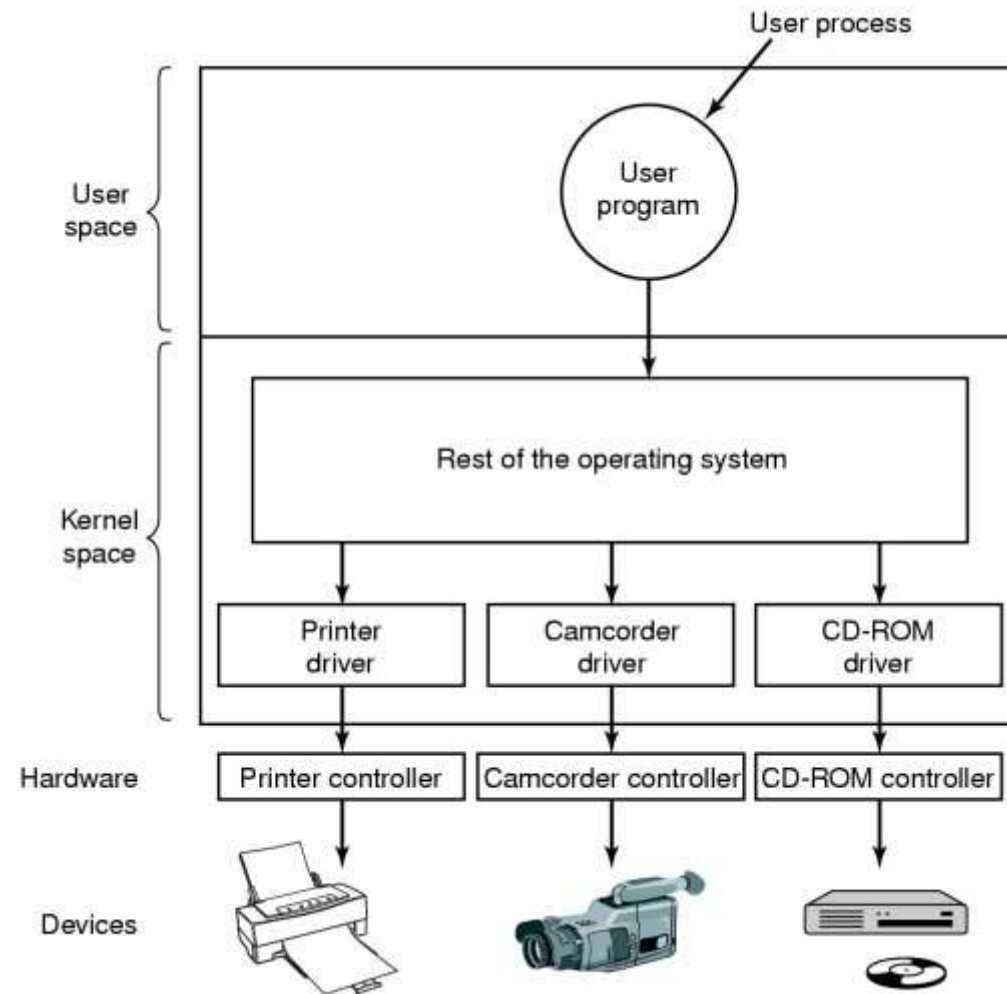 User process
User
program
User
space
Rest of the operating system
Kernel
space
Printer
driver
Camcorder
driver
CD-ROM
driver
Hardware
Printer controller
Camcorder controller
CD-ROM controller
Devices